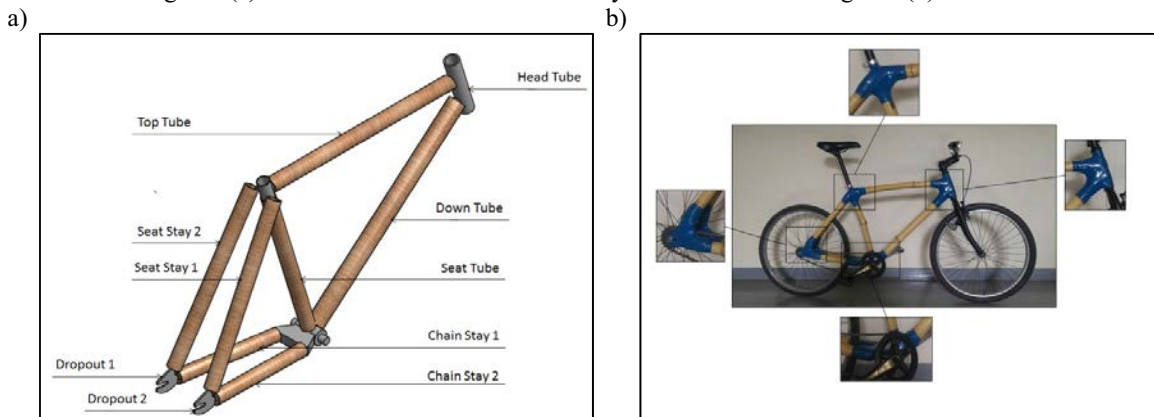 a)
b)
Head Tube
Top Tube
Down Tube
Seat Stay 2
Seat Stay 1
Seat Tube
Chain Stay 1
Dropout 1
Chain Stay 2
Dropout 2